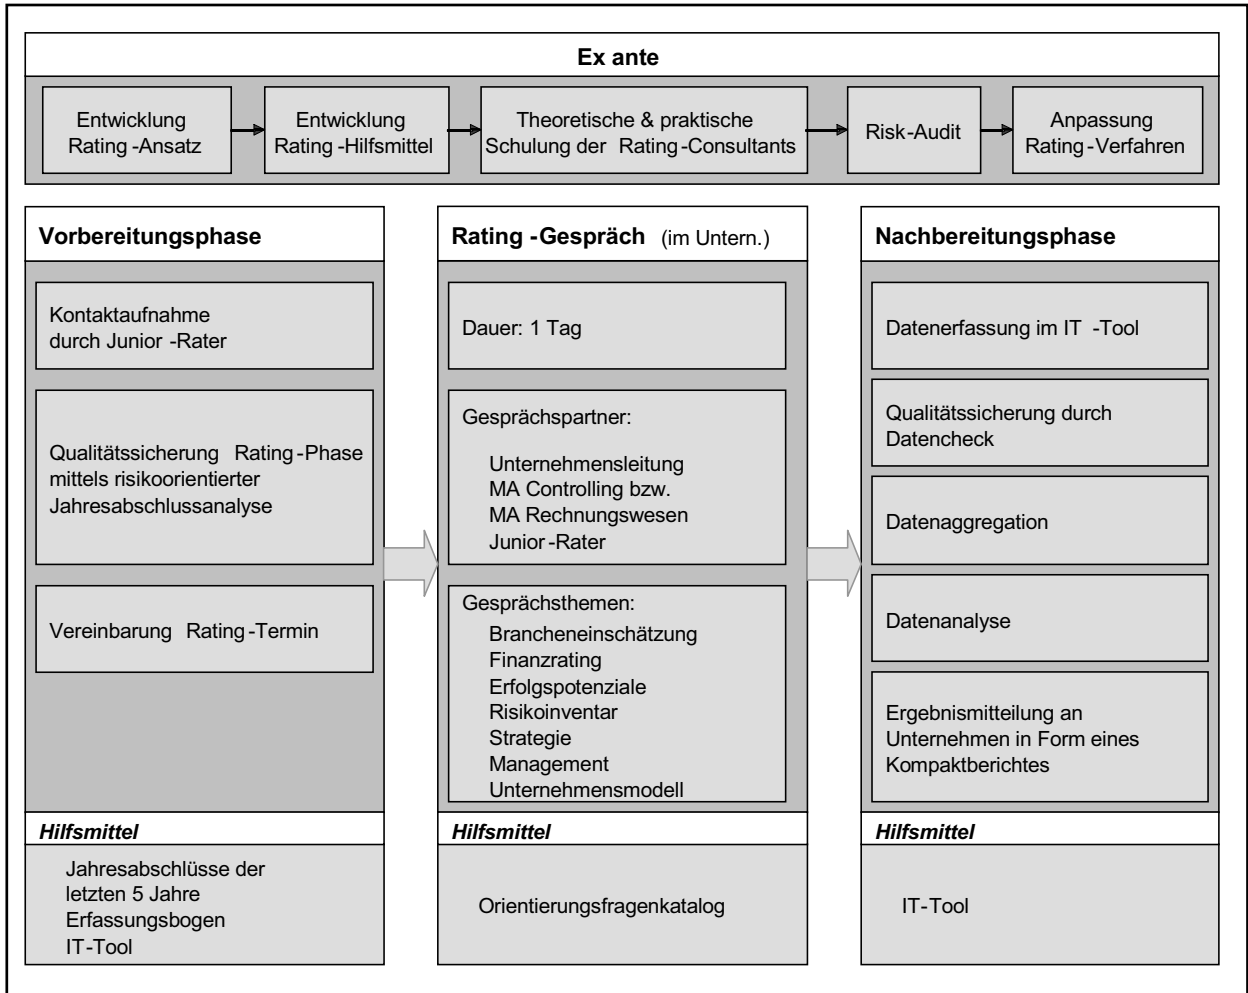 Ex ante
Entwicklung
Rating-Ansatz
Entwicklung
Rating-Hilfsmittel
Theoretische & praktische
Schulung der Rating-Consultants
Risk-Audit
Anpassung
Rating-Verfahren
Vorbereitungsphase
Kontaktaufnahme
durch Junior-Rater
Qualitätssicherung Rating-Phase
mittels risikoorientierter
Jahresabschlussanalyse
Vereinbarung Rating-Termin
Hilfsmittel
Jahresabschlüsse der
letzten 5 Jahre
Erfassungsbogen
IT-Tool
Rating-Gespräch (im Untern.)
Dauer: 1 Tag
Gesprächspartner:
Unternehmensleitung
MA Controlling bzw.
MA Rechnungswesen
Junior-Rater
Gesprächsthemen:
Brancheneinschätzung
Finanzrating
Erfolgspotenziale
Risikoinventar
Strategie
Management
Unternehmensmodell
Hilfsmittel
Orientierungsfragenkatalog
Nachbereitungsphase
Datenerfassung im IT-Tool
Qualitätssicherung durch
Datencheck
Datenaggregation
Datenanalyse
Ergebnismitteilung an
Unternehmen in Form eines
Kompaktberichtes
Hilfsmittel
IT-Tool